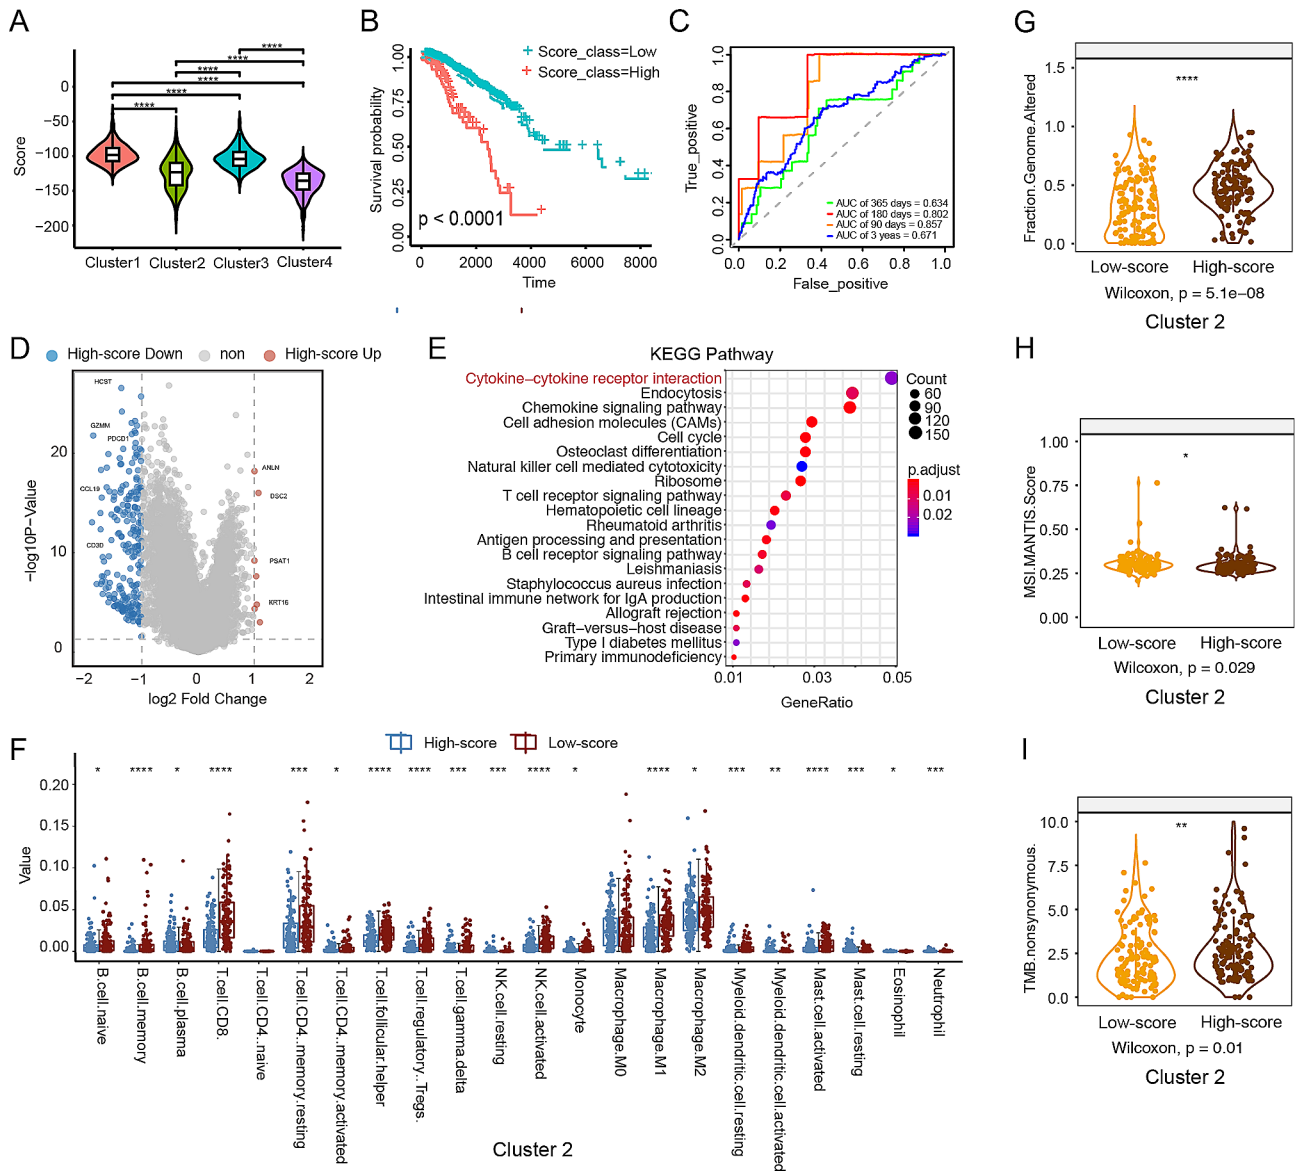 A
Score
0
−50
−100
−150
−200
****
****
****
****
****
****
Cluster1
Cluster2
Cluster3
Cluster4
B
Survival probability
1.00
0.75
0.50
0.25
0.00
Score_class=Low
Score_class=High
p < 0.0001
0
2000
4000
6000
8000
Time
C
True_positive
1.0
0.8
0.6
0.4
0.2
0.0
AUC of 365 days = 0.634
AUC of 180 days = 0.802
AUC of 90 days = 0.857
AUC of 3 yeas = 0.671
0.0
0.2
0.4
0.6
0.8
1.0
False_positive
G
Fraction.Genome.Altered
1.5
1.0
0.5
0.0
****
Low-score
High-score
Wilcoxon, p = 5.1e−08
Cluster 2
D
High-score Down
non
High-score Up
−log10P−Value
20
10
0
HCST
GZMM
PDCD1
CCL19
CD3D
ANLN
DSC2
PSAT1
KRT16
−2
−1
0
1
2
log2 Fold Change
E
KEGG Pathway
Cytokine−cytokine receptor interaction
Endocytosis
Chemokine signaling pathway
Cell adhesion molecules (CAMs)
Cell cycle
Osteoclast differentiation
Natural killer cell mediated cytotoxicity
Ribosome
T cell receptor signaling pathway
Hematopoietic cell lineage
Rheumatoid arthritis
Antigen processing and presentation
B cell receptor signaling pathway
Leishmaniasis
Staphylococcus aureus infection
Intestinal immune network for IgA production
Allograft rejection
Graft−versus−host disease
Type I diabetes mellitus
Primary immunodeficiency
0.01
0.03
0.05
GeneRatio
Count
60
90
120
150
p.adjust
0.01
0.02
H
MSI.MANTIS.Score
1.00
0.75
0.50
0.25
0.00
*
Low-score
High-score
Wilcoxon, p = 0.029
Cluster 2
F
High-score
Low-score
Value
0.20
0.15
0.10
0.05
0.00
* **** * **** *** * **** **** *** *** **** * **** * *** ** **** *** * ***
B.cell.naive
B.cell.memory
B.cell.plasma
T.cell.CD8.
T.cell.CD4..naive
T.cell.CD4..memory.resting
T.cell.CD4..memory.activated
T.cell.follicular.helper
T.cell.regulatory..Tregs.
T.cell.gamma.delta
NK.cell.resting
NK.cell.activated
Monocyte
Macrophage.M0
Macrophage.M1
Macrophage.M2
Myeloid.dendritic.cell.resting
Myeloid.dendritic.cell.activated
Mast.cell.activated
Mast.cell.resting
Eosinophil
Neutrophil
Cluster 2
I
TMB.nonsynonymous.
10.0
7.5
5.0
2.5
0.0
**
Low-score
High-score
Wilcoxon, p = 0.01
Cluster 2